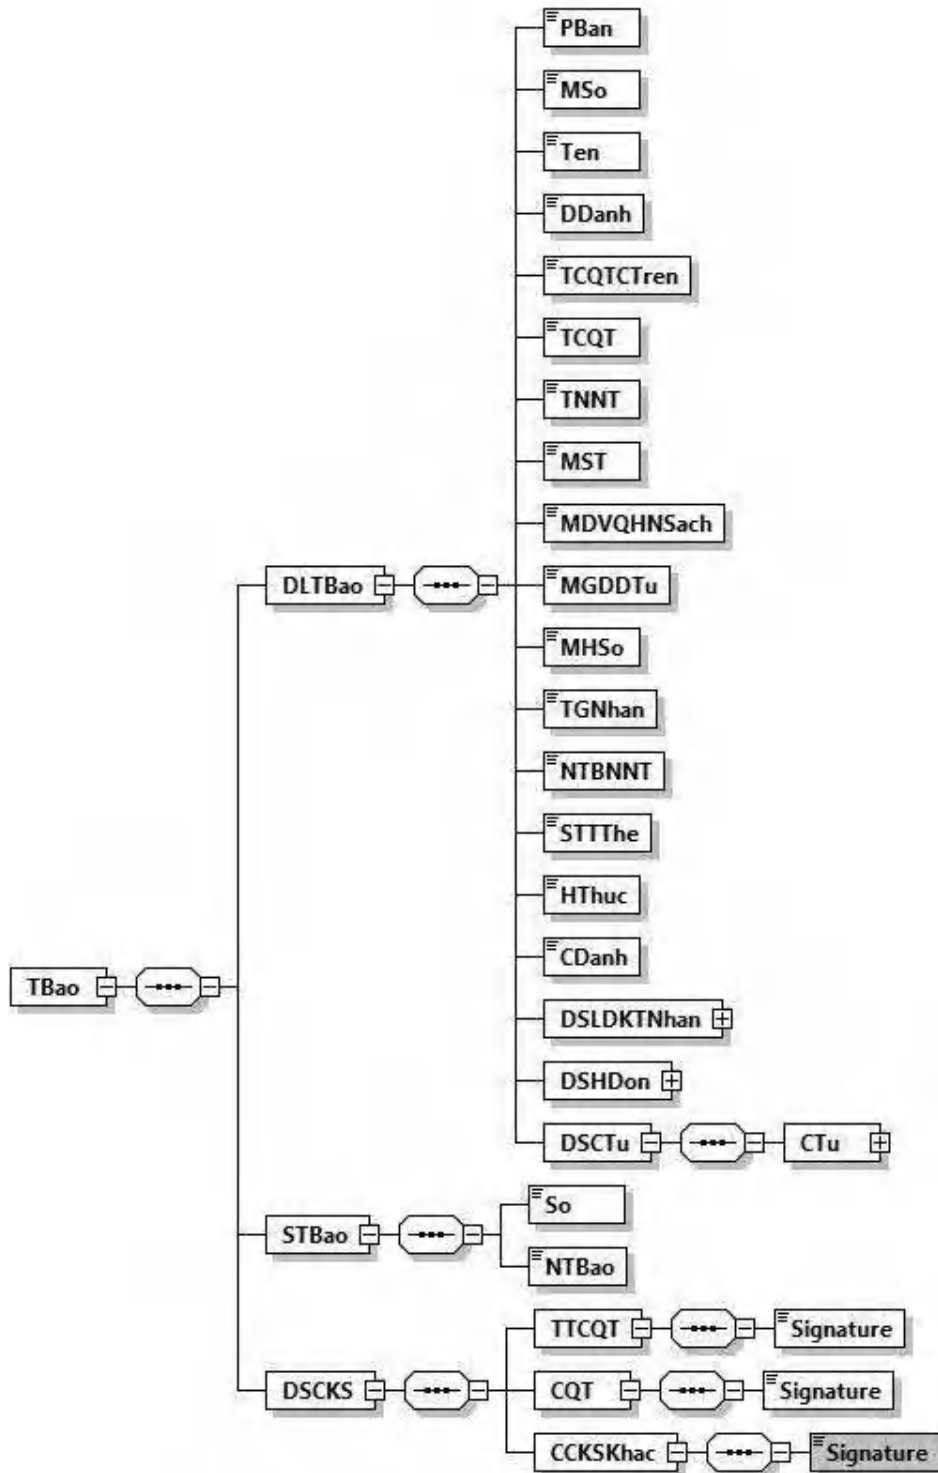 PBan
MSo
Ten
DDanh
TCQTCTren
TCQT
TNNT
MST
MDVQHNSach
DLTBao
MGDDTu
MHSo
TGNhan
NTBNNT
STTThe
HThuc
CDanh
TBao
DSLDKTNhan
DSHDon
DSCTu CTu
So
STBao
NTBao
TTCQT Signature
DSCKS CQT Signature
CCKSKhac Signature